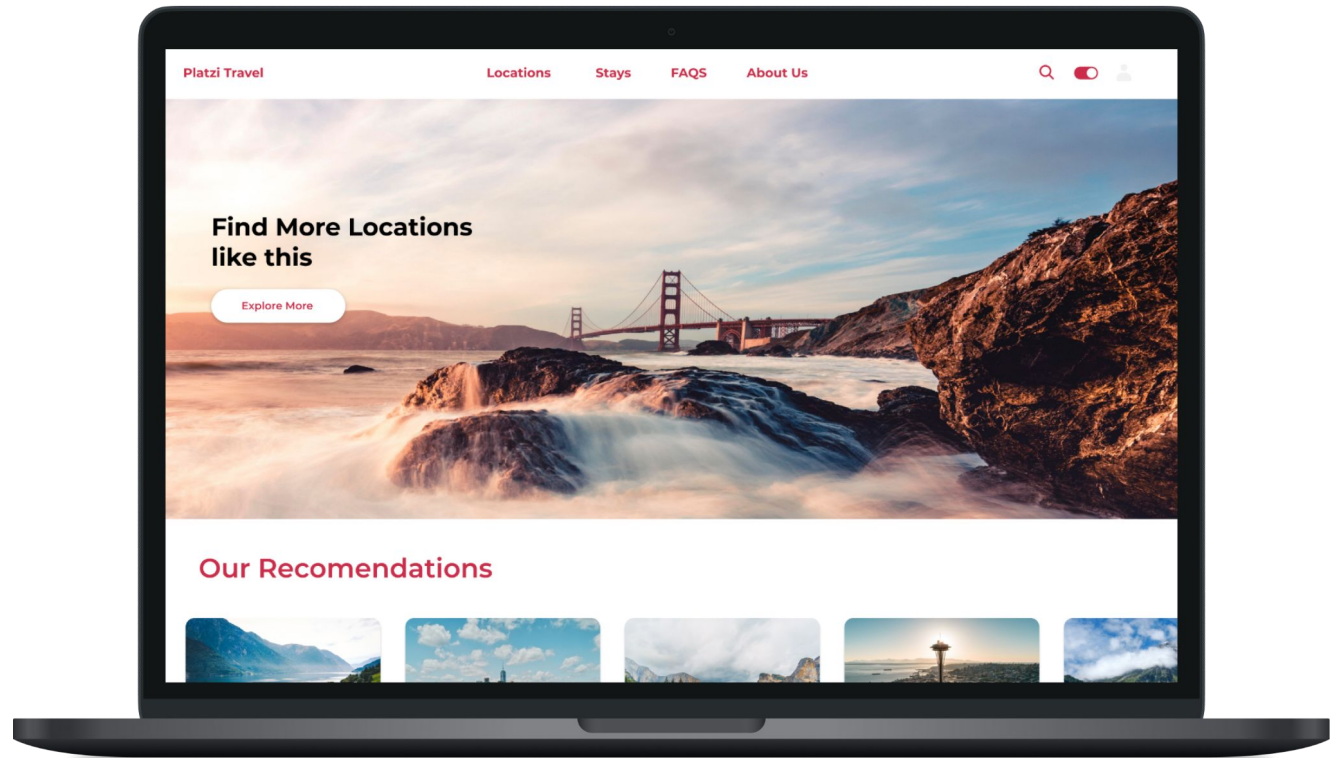 Platzi Travel
Locations
Stays
FAQS
About Us
Find More Locations
like this
Explore More
Our Recomendations